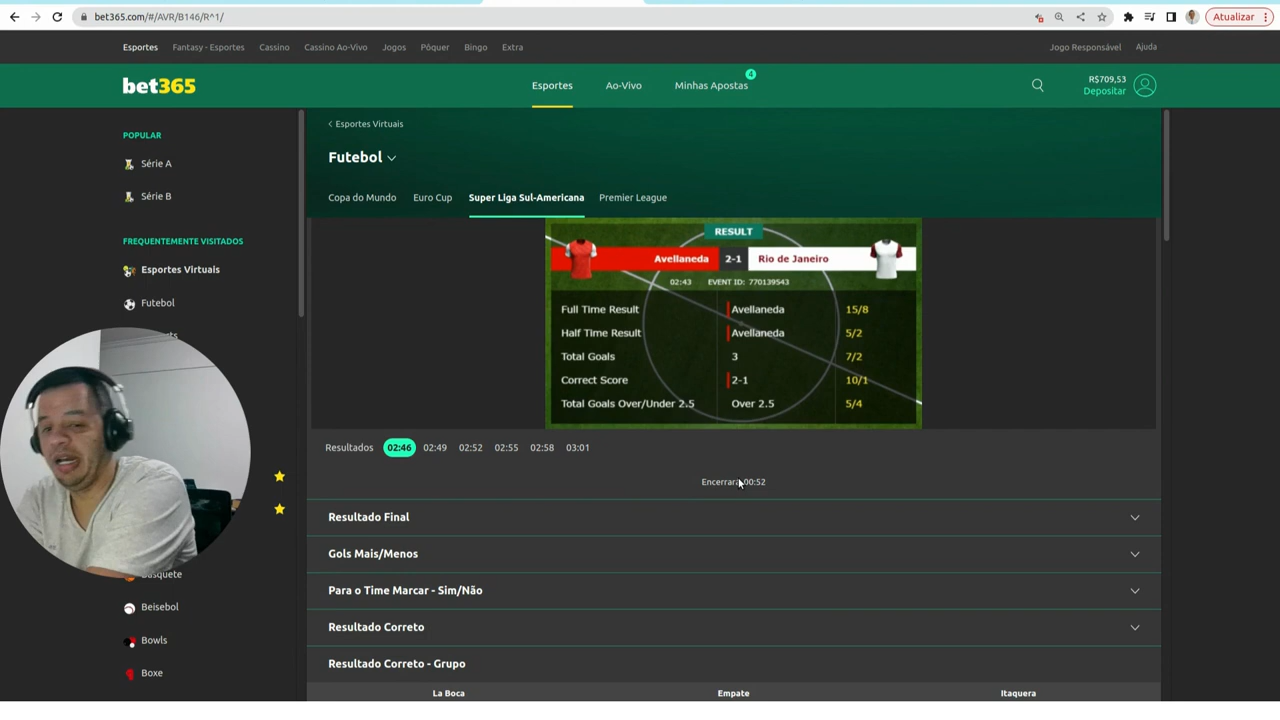 bet365.com/#/AVR/B146/R^1/
Atualizar
Esportes Fantasy - Esportes Cassino Cassino Ao-Vivo Jogos Póquer Bingo Extra Jogo Responsável Ajuda
bet365 Esportes Ao-Vivo Minhas Apostas 4 R$709,53
Depositar
POPULAR
Série A
Série B
FREQUENTEMENTE VISITADOS
Esportes Virtuais
Futebol
Beisebol
Bowls
Boxe
Esportes Virtuais
Futebol
Copa do Mundo Euro Cup Super Liga Sul-Americana Premier League
RESULT
Avellaneda 2-1 Rio de Janeiro
02:43 EVENT ID: 770139543
Full Time Result Avellaneda 15/8
Half Time Result Avellaneda 5/2
Total Goals 3 7/2
Correct Score 2-1 10/1
Total Goals Over/Under 2.5 Over 2.5 5/4
Resultados 02:46 02:49 02:52 02:55 02:58 03:01
Encerrará 00:52
Resultado Final
Gols Mais/Menos
Para o Time Marcar - Sim/Não
Resultado Correto
Resultado Correto - Grupo
La Boca Empate Itaquera